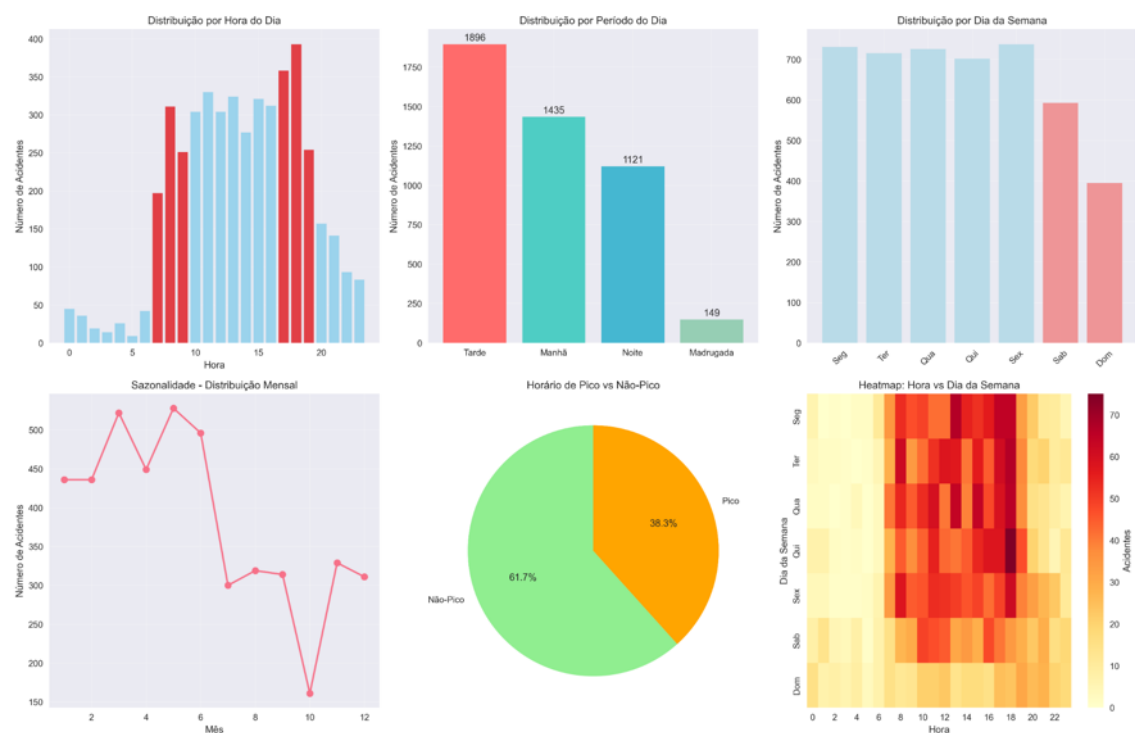 Distribuição por Hora do Dia
Número de Acidentes
400
350
300
250
200
150
100
50
0
0 5 10 15 20
Hora
Distribuição por Período do Dia
Número de Acidentes
1750
1500
1250
1000
750
500
250
0
1896
1435
1121
149
Tarde Manhã Noite Madrugada
Distribuição por Dia da Semana
Número de Acidentes
700
600
500
400
300
200
100
0
Seg Ter Qua Qui Sex Sab Dom
Sazonalidade - Distribuição Mensal
Número de Acidentes
500
450
400
350
300
250
200
150
2 4 6 8 10 12
Mês
Horário de Pico vs Não-Pico
Pico
38.3%
61.7%
Não-Pico
Heatmap: Hora vs Dia da Semana
Dia da Semana
Seg
Ter
Qua
Qui
Sex
Sab
Dom
0 2 4 6 8 10 12 14 16 18 20 22
Hora
70
60
50
40
30
20
10
0
Acidentes